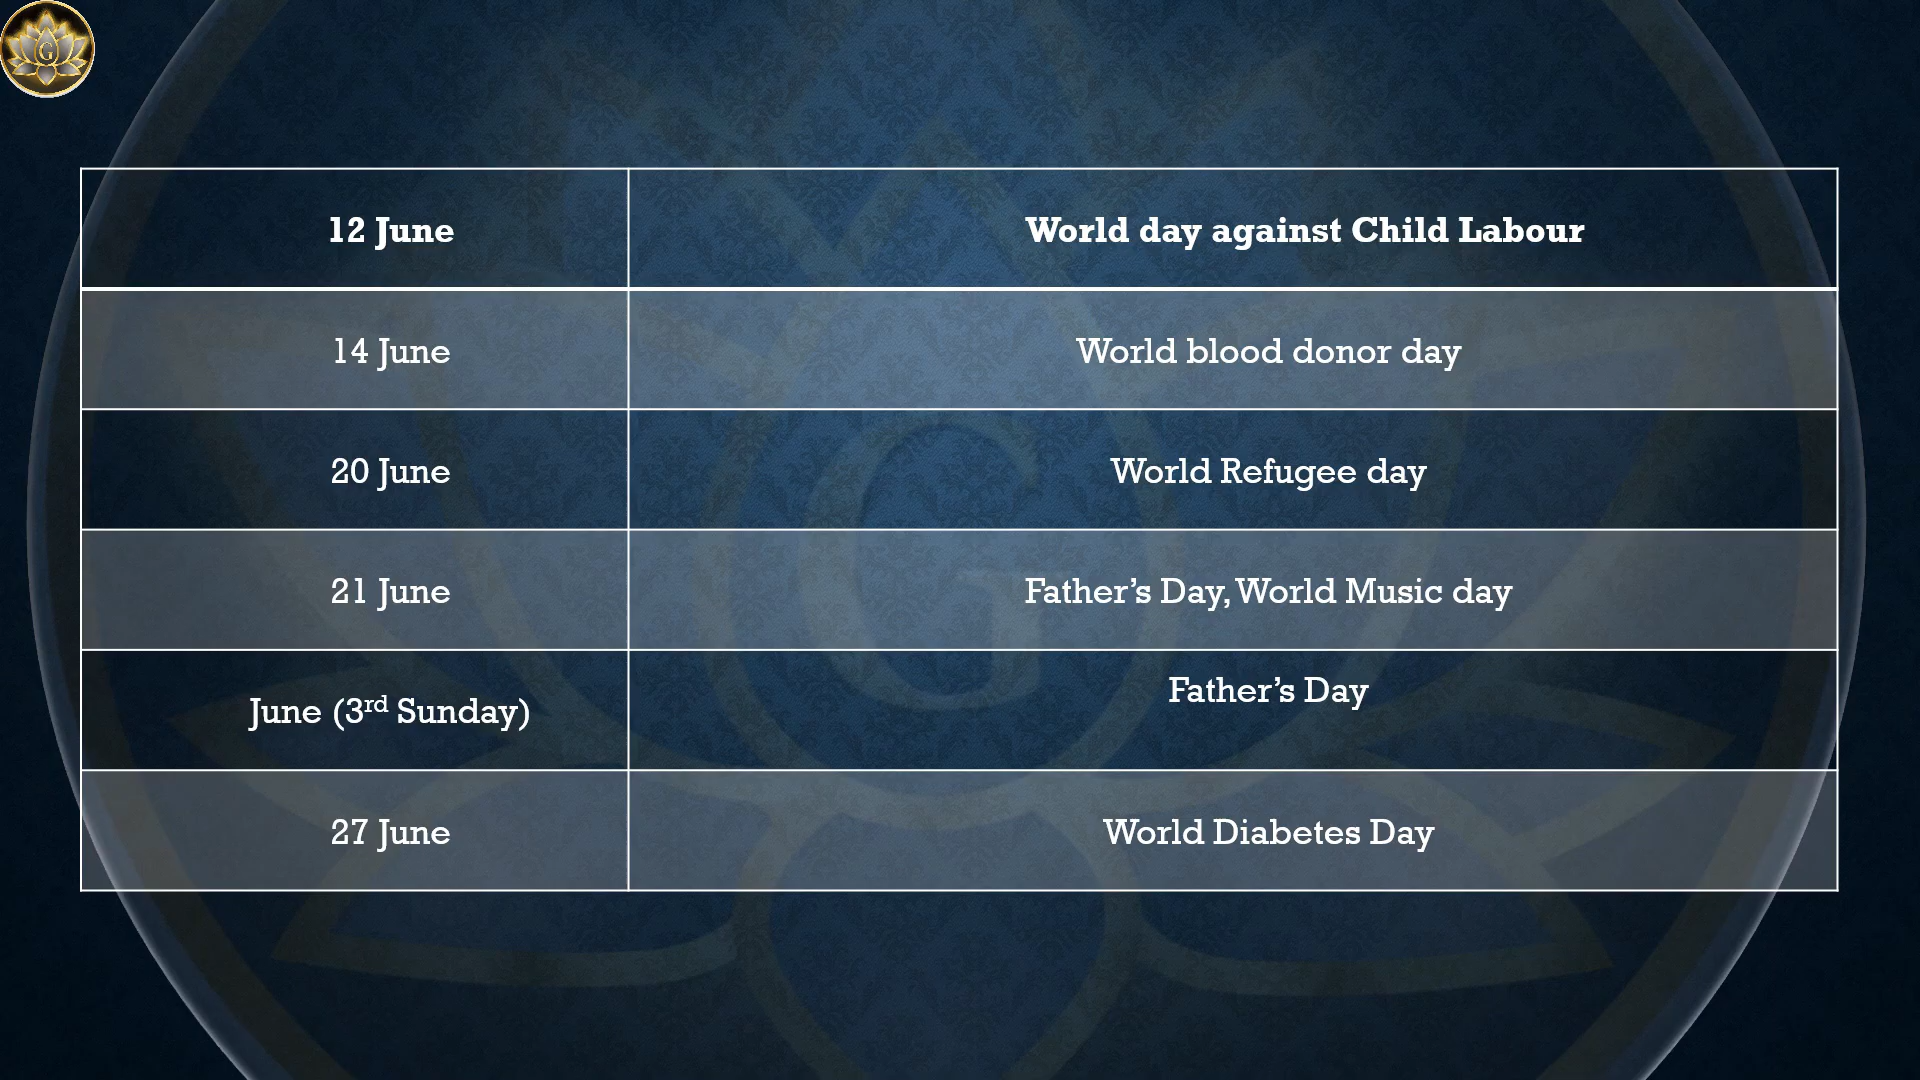 G
12 June World day against Child Labour
14 June World blood donor day
20 June World Refugee day
21 June Father’s Day, World Music day
June (3rd Sunday) Father’s Day
27 June World Diabetes Day
G